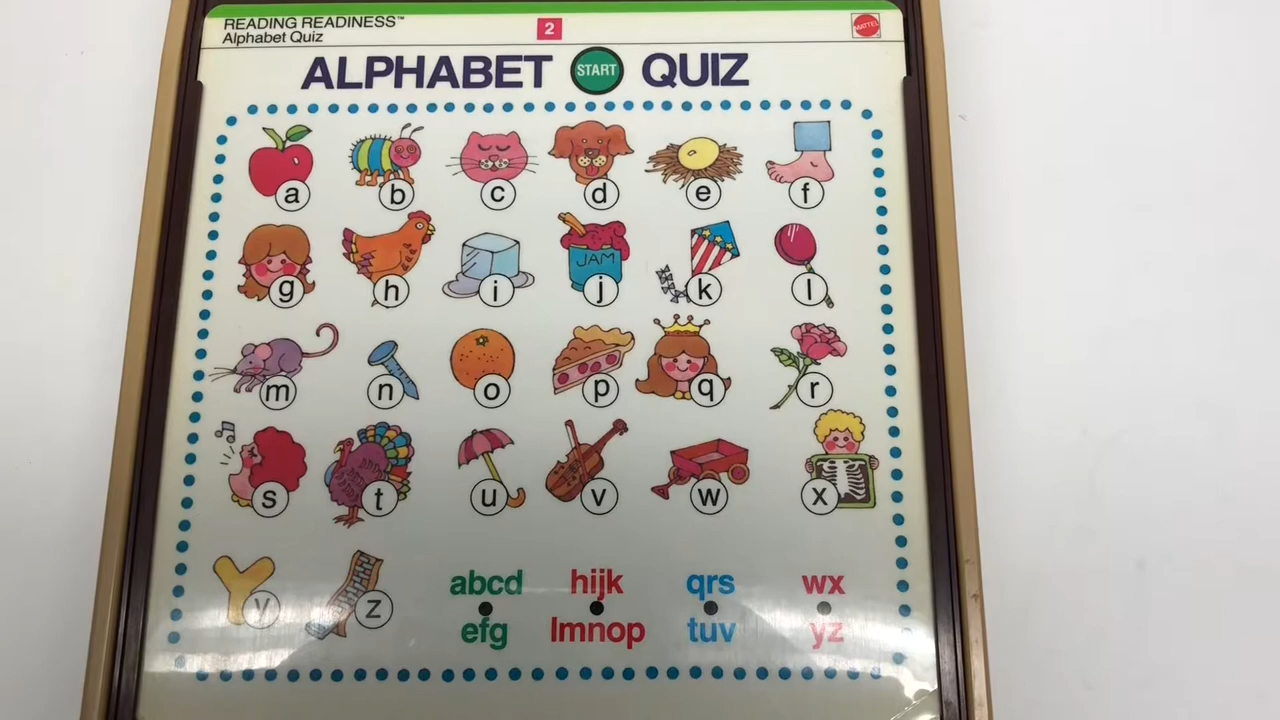 READING READINESS™
Alphabet Quiz
2
MATTEL
ALPHABET START QUIZ
a b c d e f
g h i JAM j k l
m n o p q r
s t u v w x
Y y z
abcd hijk qrs wx
efg lmnop tuv yz